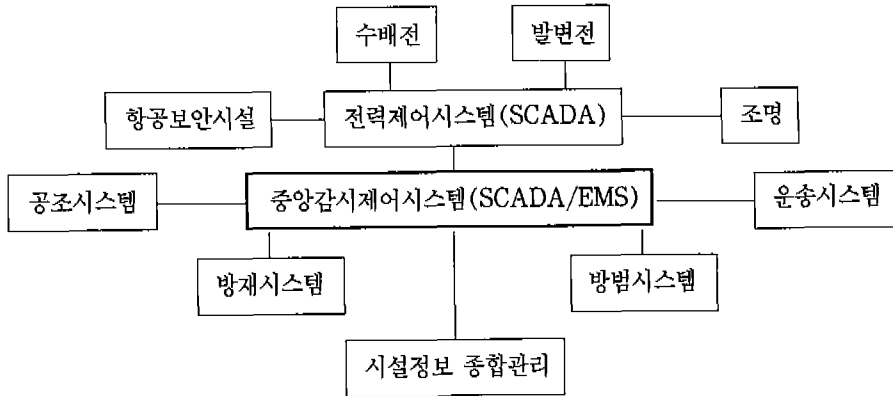 수배전
발변전
항공보안시설
전력제어시스템(SCADA)
조명
공조시스템
중앙감시제어시스템(SCADA/EMS)
운송시스템
방재시스템
방범시스템
시설정보 종합관리